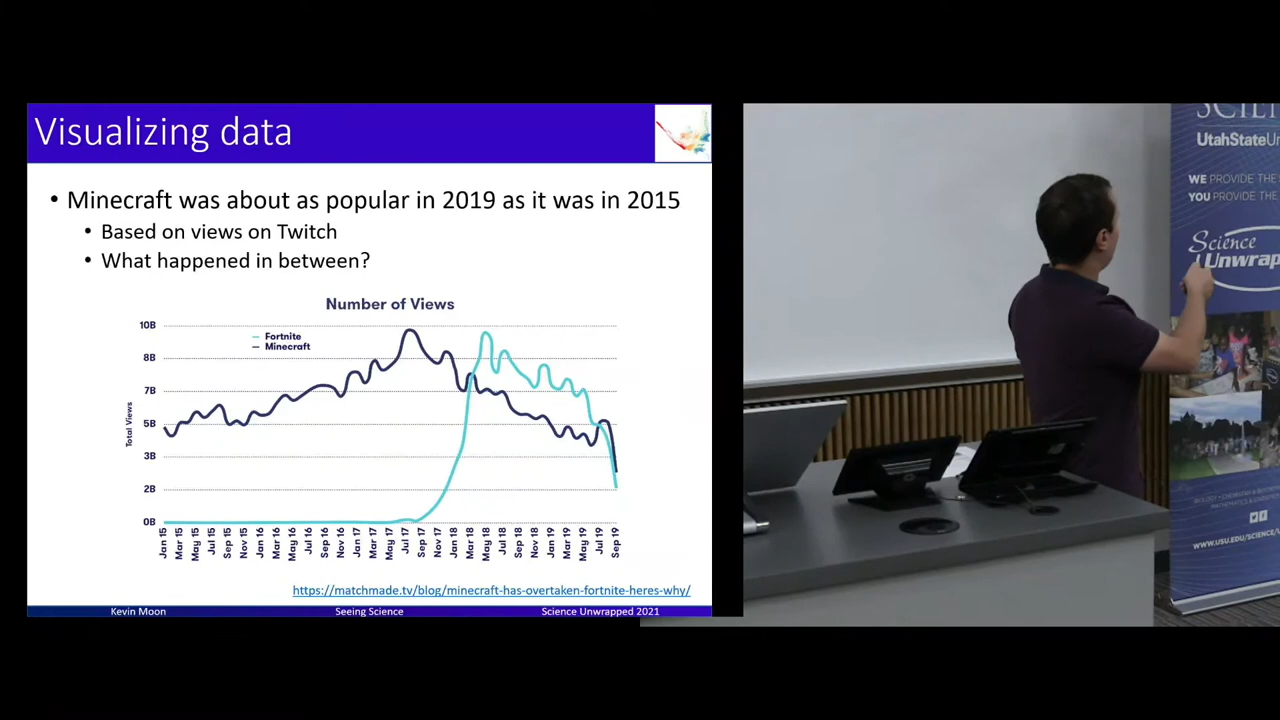 Visualizing data
• Minecraft was about as popular in 2019 as it was in 2015
• Based on views on Twitch
• What happened in between?
Number of Views
10B
8B
7B
5B
3B
2B
0B
Total Views
Fortnite
Minecraft
Jan 15
Mar 15
May 15
Jul 15
Sep 15
Nov 15
Jan 16
Mar 16
May 16
Jul 16
Sep 16
Nov 16
Jan 17
Mar 17
May 17
Jul 17
Sep 17
Nov 17
Jan 18
Mar 18
May 18
Jul 18
Sep 18
Nov 18
Jan 19
Mar 19
May 19
Jul 19
Sep 19
https://matchmade.tv/blog/minecraft-has-overtaken-fortnite-heres-why/
Kevin Moon
Seeing Science
Science Unwrapped 2021
UtahStateUn
WE PROVIDE THE
YOU PROVIDE THE
Science
Unwrapp
WWW.USU.EDU/SCIENCE/U